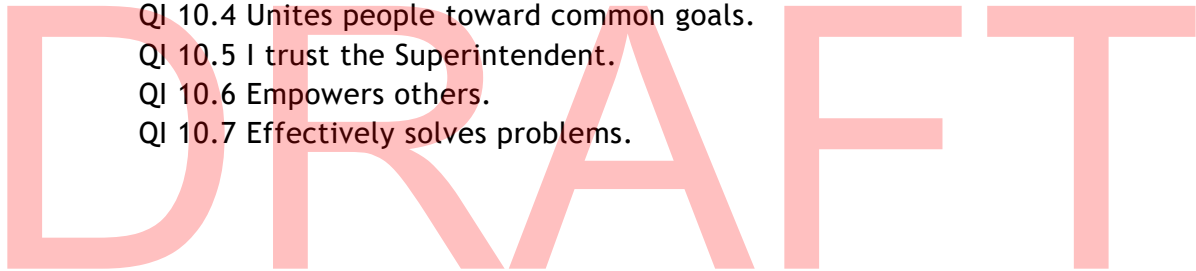 QI 10.4 Unites people toward common goals.
QI 10.5 I trust the Superintendent.
QI 10.6 Empowers others.
QI 10.7 Effectively solves problems.
DRAFT